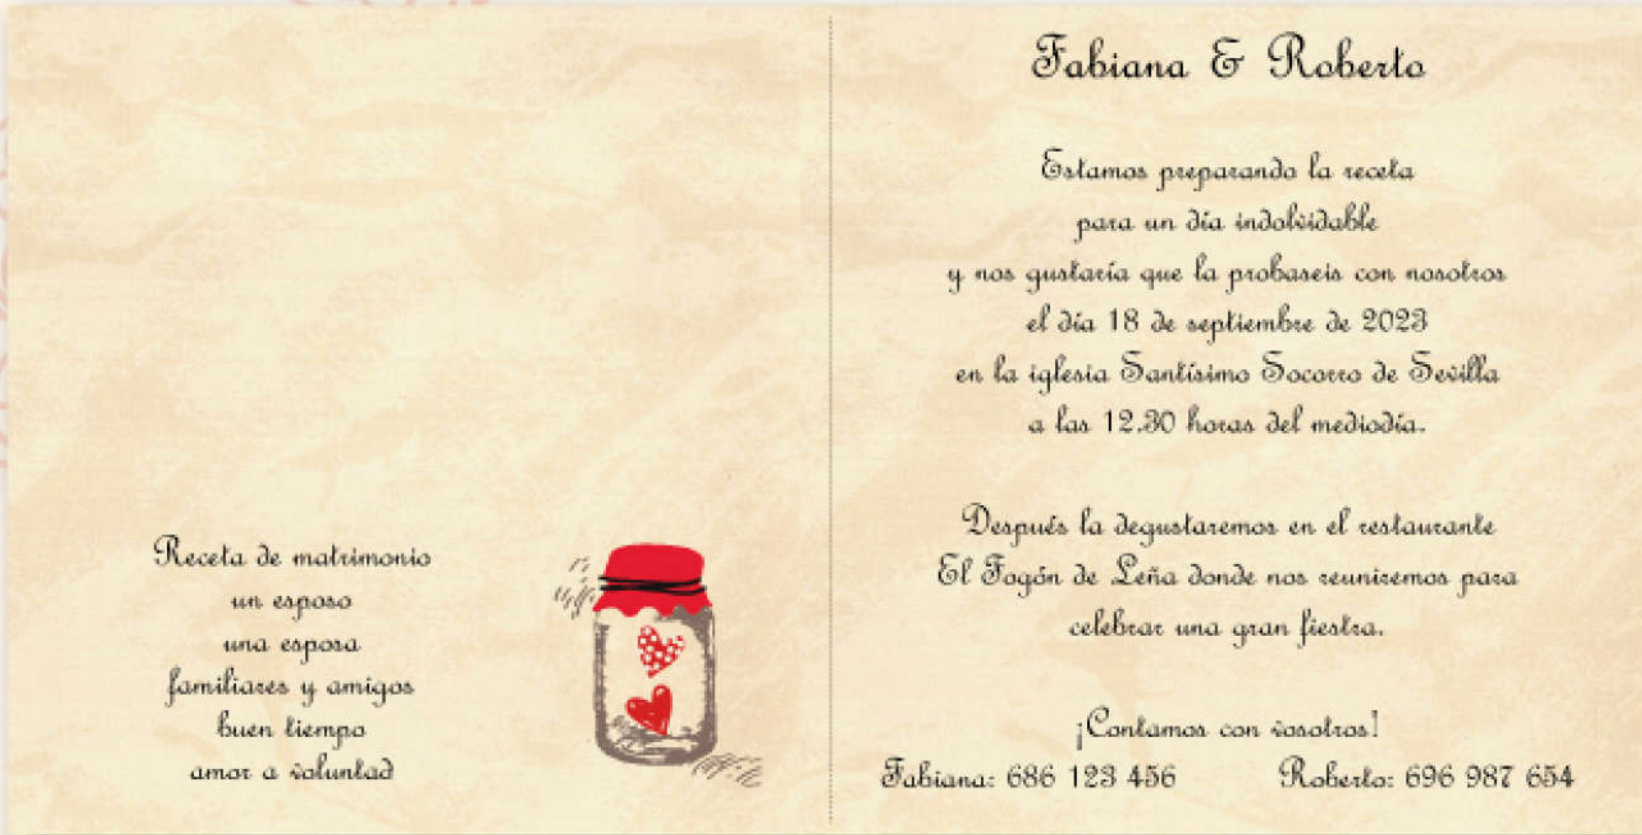 Receta de matrimonio
un esposo
una esposa
familiares y amigos
buen tiempo
amor a voluntad
Fabiana & Roberto
Estamos preparando la receta
para un día indolvidable
y nos gustaría que la probaseis con nosotros
el día 18 de septiembre de 2023
en la iglesia Santísimo Socorro de Sevilla
a las 12.30 horas del mediodía.
Después la degustaremos en el restaurante
El Fogón de Leña donde nos reuniremos para
celebrar una gran fiestra.
¡Contamos con vosotros!
Fabiana: 686 123 456 Roberto: 696 987 654